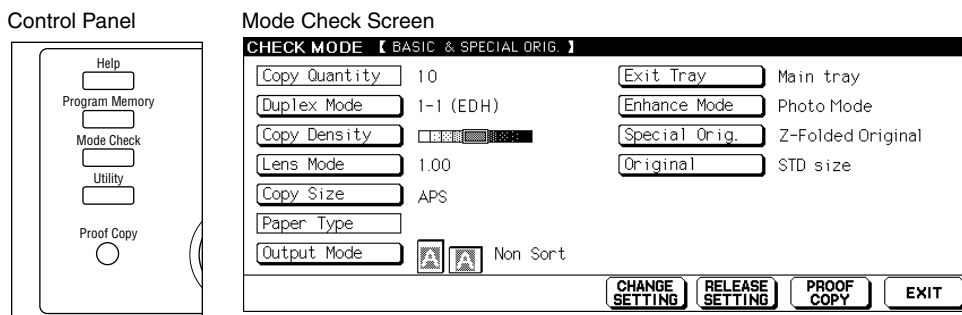 Control Panel
Mode Check Screen
Help
Program Memory
Mode Check
Utility
Proof Copy
CHECK MODE 【 BASIC & SPECIAL ORIG. 】
Copy Quantity 10
Duplex Mode 1-1 (EDH)
Copy Density
Lens Mode 1.00
Copy Size APS
Paper Type
Output Mode A A Non Sort
Exit Tray Main tray
Enhance Mode Photo Mode
Special Orig. Z-Folded Original
Original STD size
CHANGE SETTING
RELEASE SETTING
PROOF COPY
EXIT